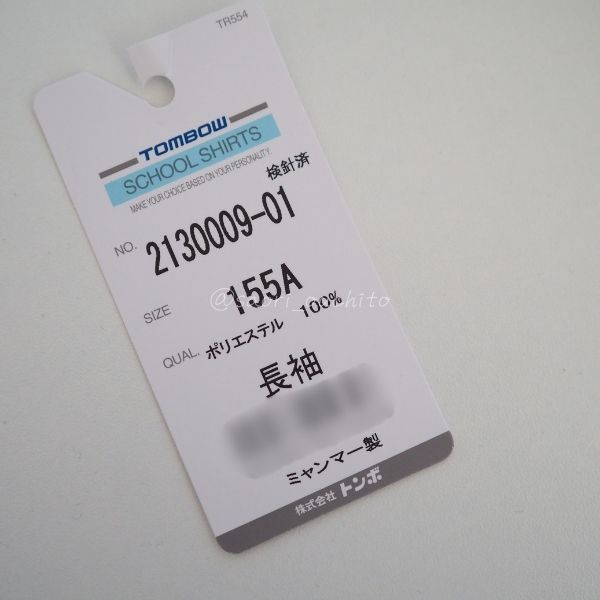 TR554
TOMBOW
SCHOOL SHIRTS
MAKE YOUR CHOICE BASED ON YOUR PERSONALITY.
検針済
NO. 2130009-01
SIZE 155A
QUAL. ポリエステル 100%
長袖
ミャンマー製
株式会社 トンボ